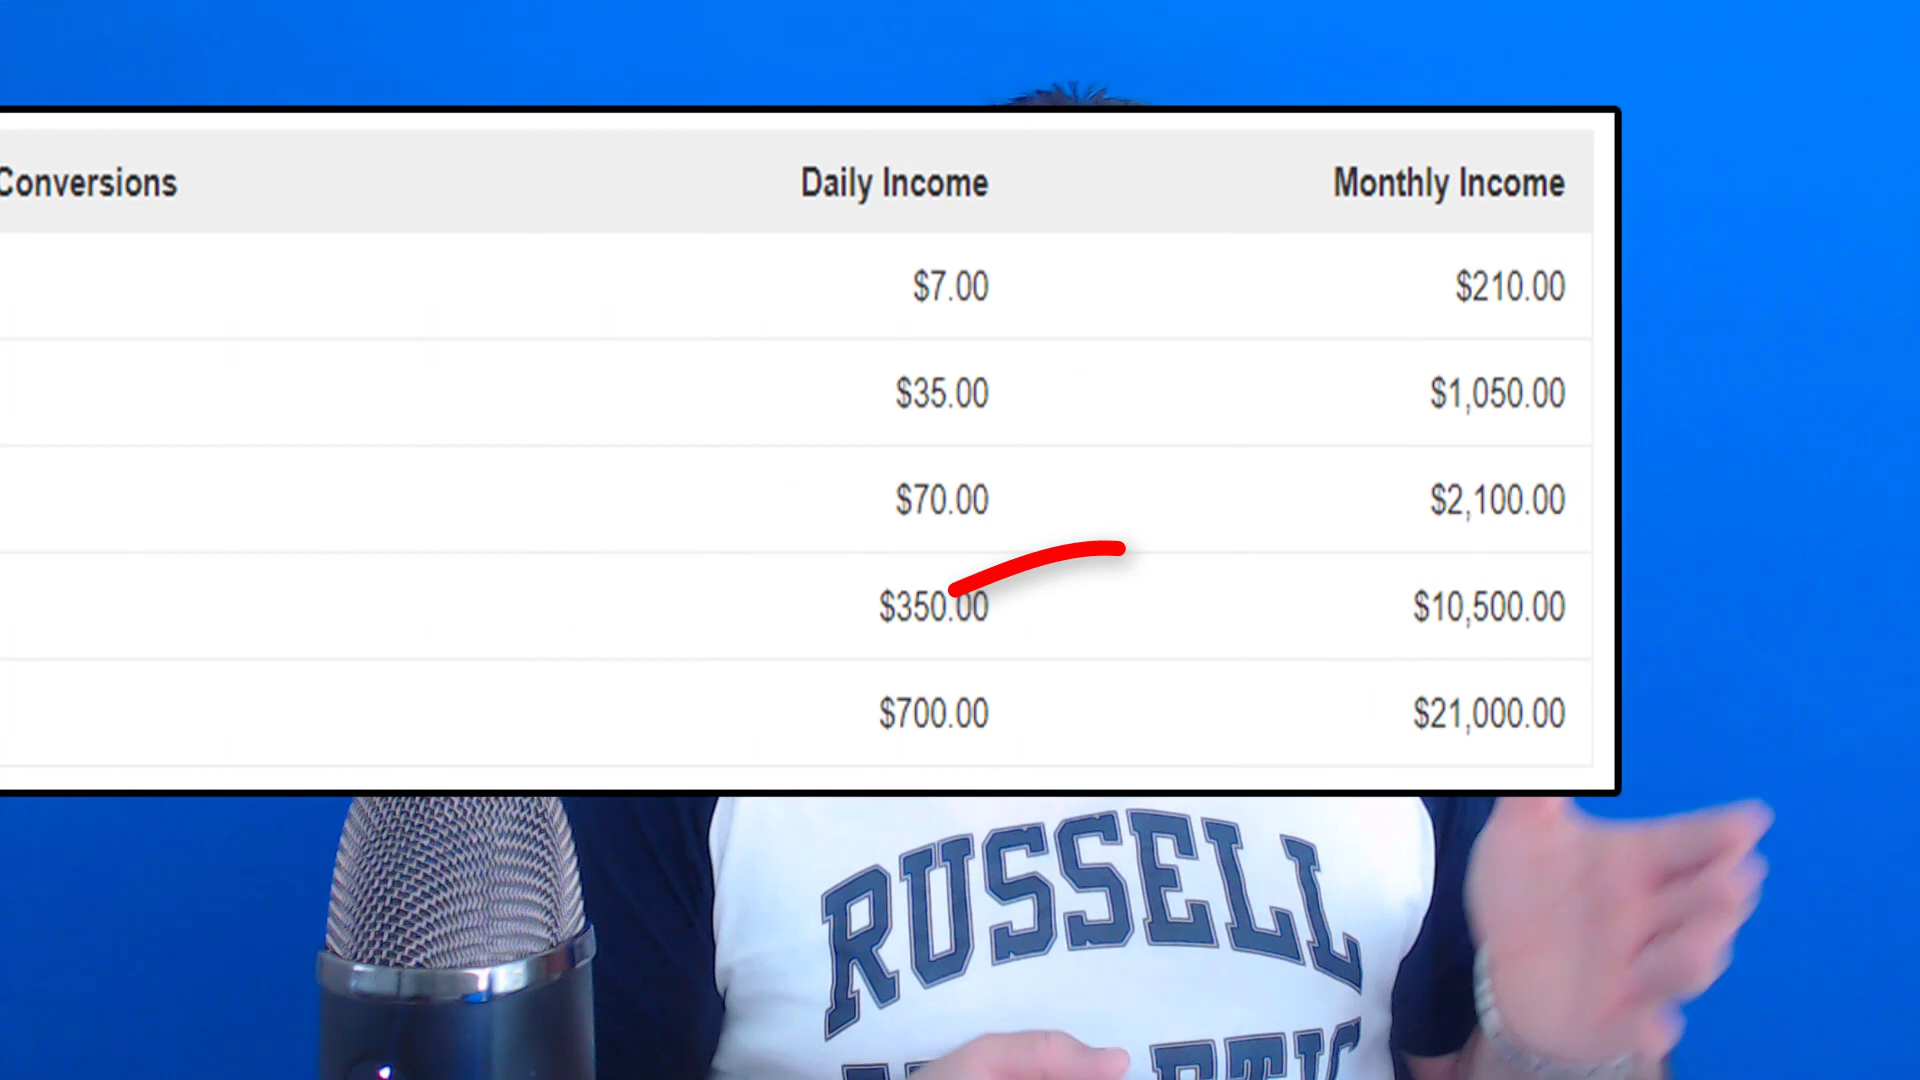 Conversions Daily Income Monthly Income
$7.00 $210.00
$35.00 $1,050.00
$70.00 $2,100.00
$350.00 $10,500.00
$700.00 $21,000.00
RUSSELL